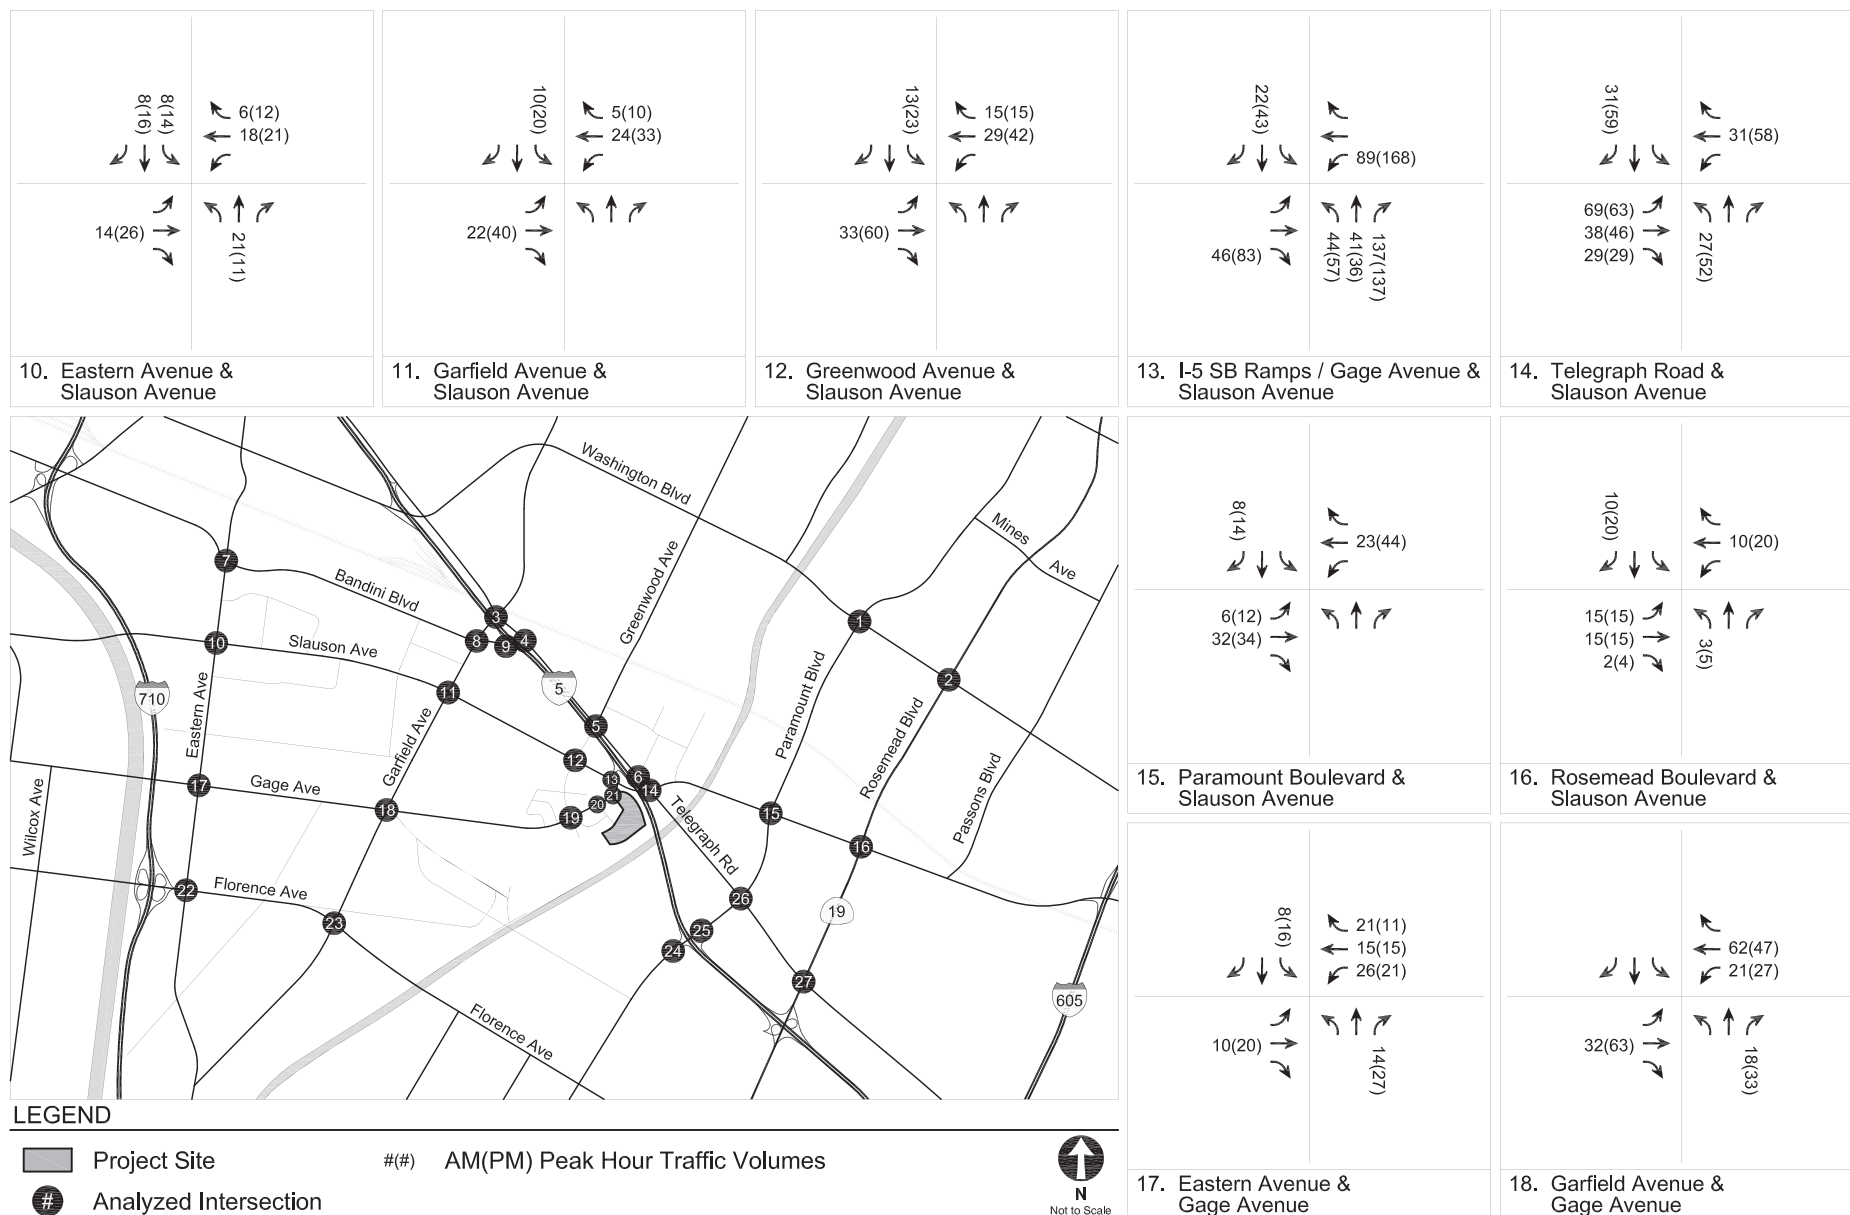 8(16)
8(14)
6(12)
18(21)
14(26)
21(11)
10. Eastern Avenue &
Slauson Avenue
10(20)
5(10)
24(33)
22(40)
11. Garfield Avenue &
Slauson Avenue
13(23)
15(15)
29(42)
33(60)
12. Greenwood Avenue &
Slauson Avenue
22(43)
89(168)
46(83)
44(57)
41(36)
137(137)
13. I-5 SB Ramps / Gage Avenue &
Slauson Avenue
31(59)
31(58)
69(63)
38(46)
29(29)
27(52)
14. Telegraph Road &
Slauson Avenue
Washington Blvd
Mines
Ave
Greenwood Ave
7
Bandini Blvd
3
1
10
Slauson Ave
8
9
4
2
710
5
11
Eastern Ave
Garfield Ave
5
Paramount Blvd
Rosemead Blvd
Passons Blvd
12
13
6
14
17
Gage Ave
18
21
20
19
Telegraph Rd
15
16
Wilcox Ave
22
Florence Ave
23
26
19
25
24
27
605
Florence Ave
8(14)
23(44)
6(12)
32(34)
15. Paramount Boulevard &
Slauson Avenue
10(20)
10(20)
15(15)
15(15)
2(4)
3(5)
16. Rosemead Boulevard &
Slauson Avenue
8(16)
21(11)
15(15)
26(21)
10(20)
14(27)
17. Eastern Avenue &
Gage Avenue
62(47)
21(27)
32(63)
18(33)
18. Garfield Avenue &
Gage Avenue
LEGEND
Project Site
#(#) AM(PM) Peak Hour Traffic Volumes
# Analyzed Intersection
N
Not to Scale